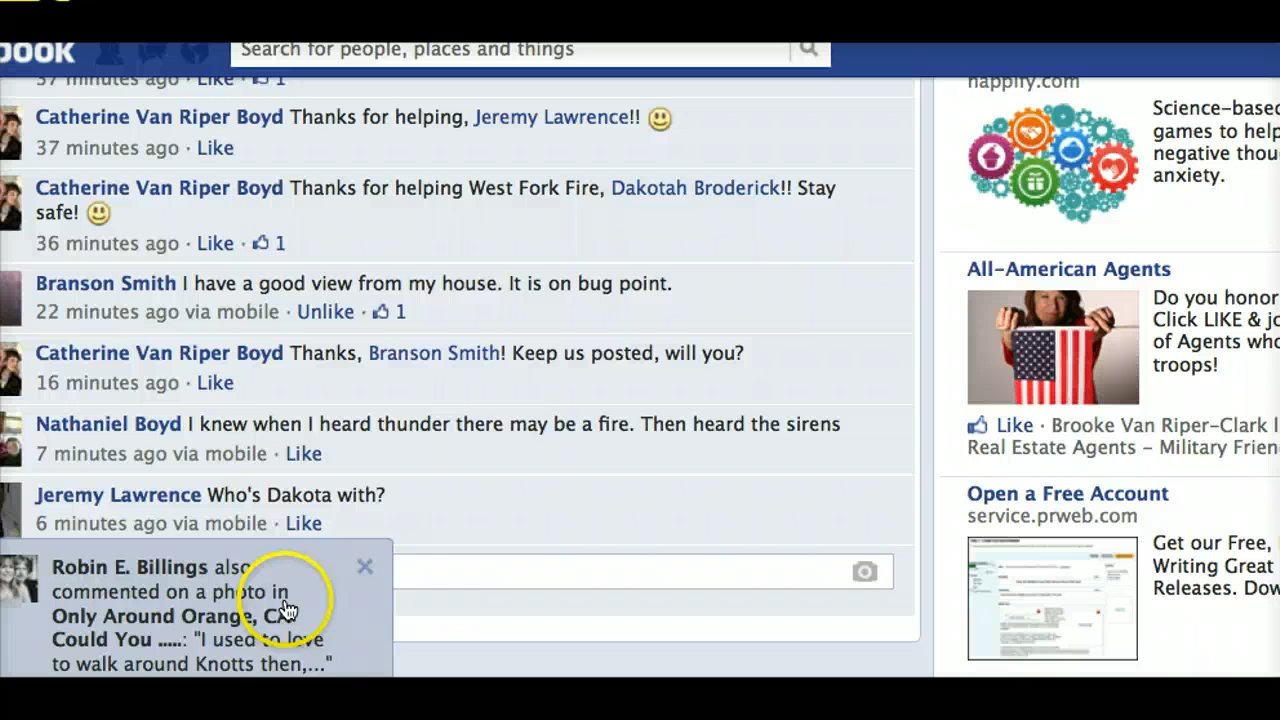 book
Search for people, places and things
37 minutes ago · Like · 1
Catherine Van Riper Boyd Thanks for helping, Jeremy Lawrence!!
37 minutes ago · Like
Catherine Van Riper Boyd Thanks for helping West Fork Fire, Dakotah Broderick!! Stay
safe!
36 minutes ago · Like · 1
Branson Smith I have a good view from my house. It is on bug point.
22 minutes ago via mobile · Unlike · 1
Catherine Van Riper Boyd Thanks, Branson Smith! Keep us posted, will you?
16 minutes ago · Like
Nathaniel Boyd I knew when I heard thunder there may be a fire. Then heard the sirens
7 minutes ago via mobile · Like
Jeremy Lawrence Who's Dakota with?
6 minutes ago via mobile · Like
Robin E. Billings also
commented on a photo in
Only Around Orange, CA
Could You .....: "I used to love
to walk around Knotts then,..."
happify.com
Science-based
games to help
negative thou
anxiety.
All-American Agents
Do you honor
Click LIKE & jo
of Agents who
troops!
Like · Brooke Van Riper-Clark l
Real Estate Agents - Military Frien
Open a Free Account
service.prweb.com
Get our Free,
Writing Great
Releases. Dow